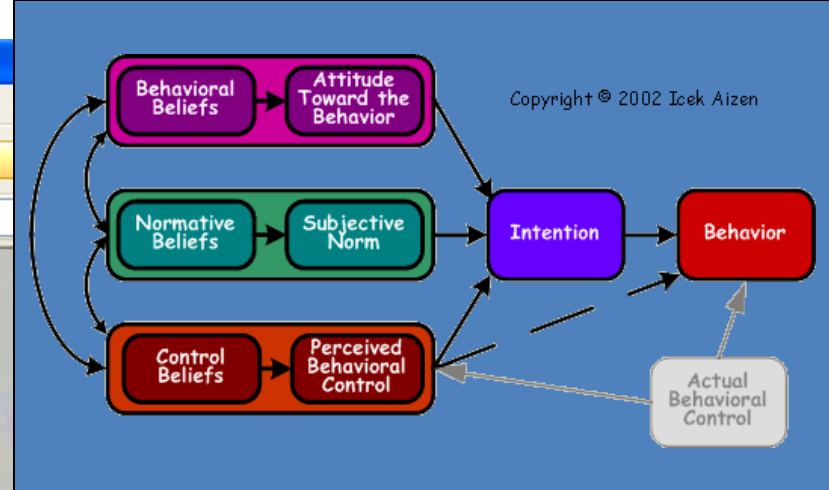 Behavioral
Beliefs
Attitude
Toward the
Behavior
Copyright © 2002 Icek Aizen
Normative
Beliefs
Subjective
Norm
Intention
Behavior
Control
Beliefs
Perceived
Behavioral
Control
Actual
Behavioral
Control